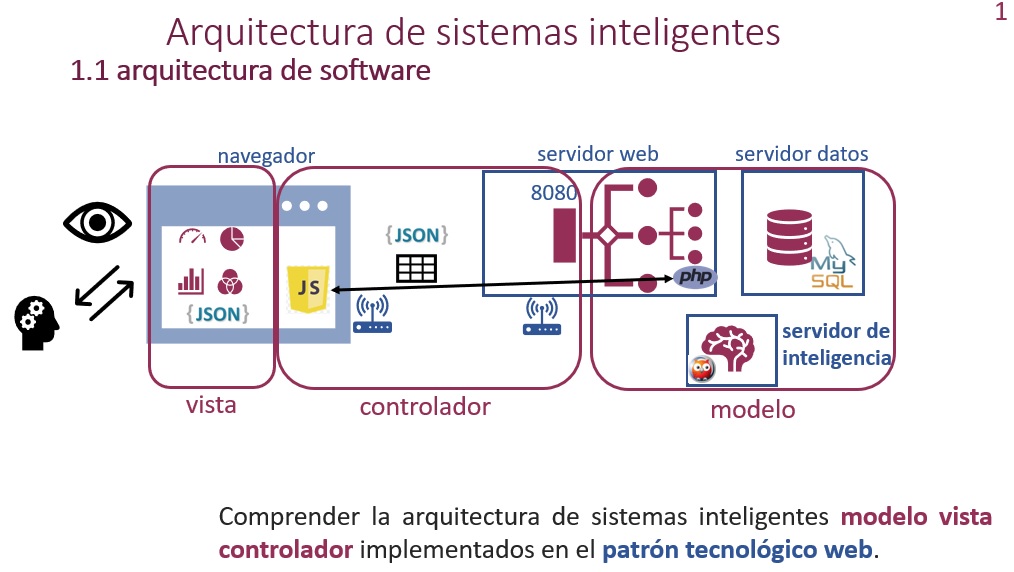 1
Arquitectura de sistemas inteligentes
1.1 arquitectura de software
navegador
servidor web
servidor datos
8080
{JSON}
JS
{JSON}
php
MySQL
servidor de
inteligencia
vista
controlador
modelo
Comprender la arquitectura de sistemas inteligentes modelo vista
controlador implementados en el patrón tecnológico web.